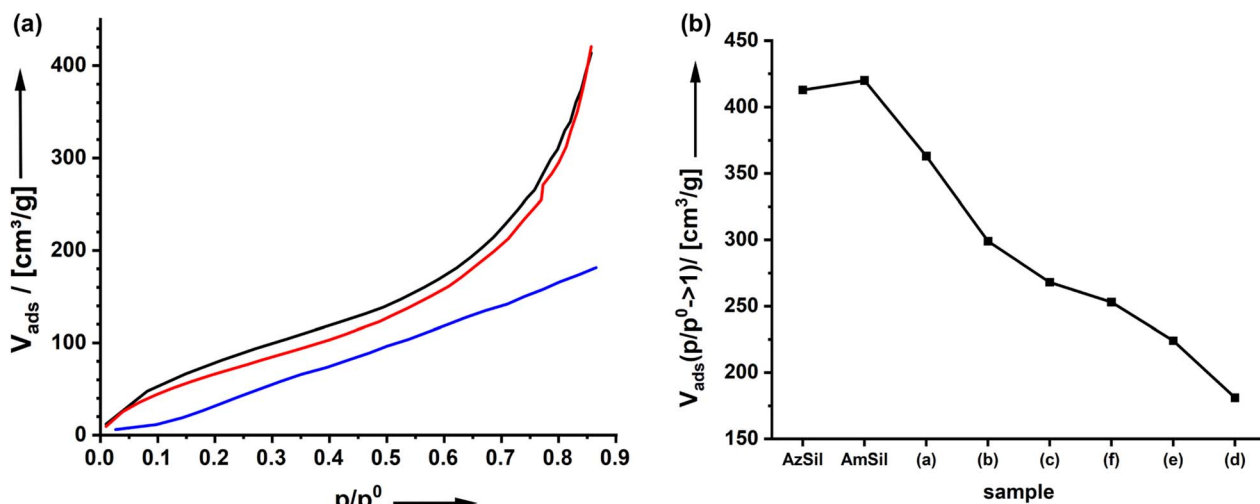 (a)
V_ads / [cm³/g]
400
300
200
100
0
0.0 0.1 0.2 0.3 0.4 0.5 0.6 0.7 0.8 0.9
p/p⁰
(b)
V_ads(p/p⁰->1)/ [cm³/g]
450
400
350
300
250
200
150
AzSil AmSil (a) (b) (c) (f) (e) (d)
sample